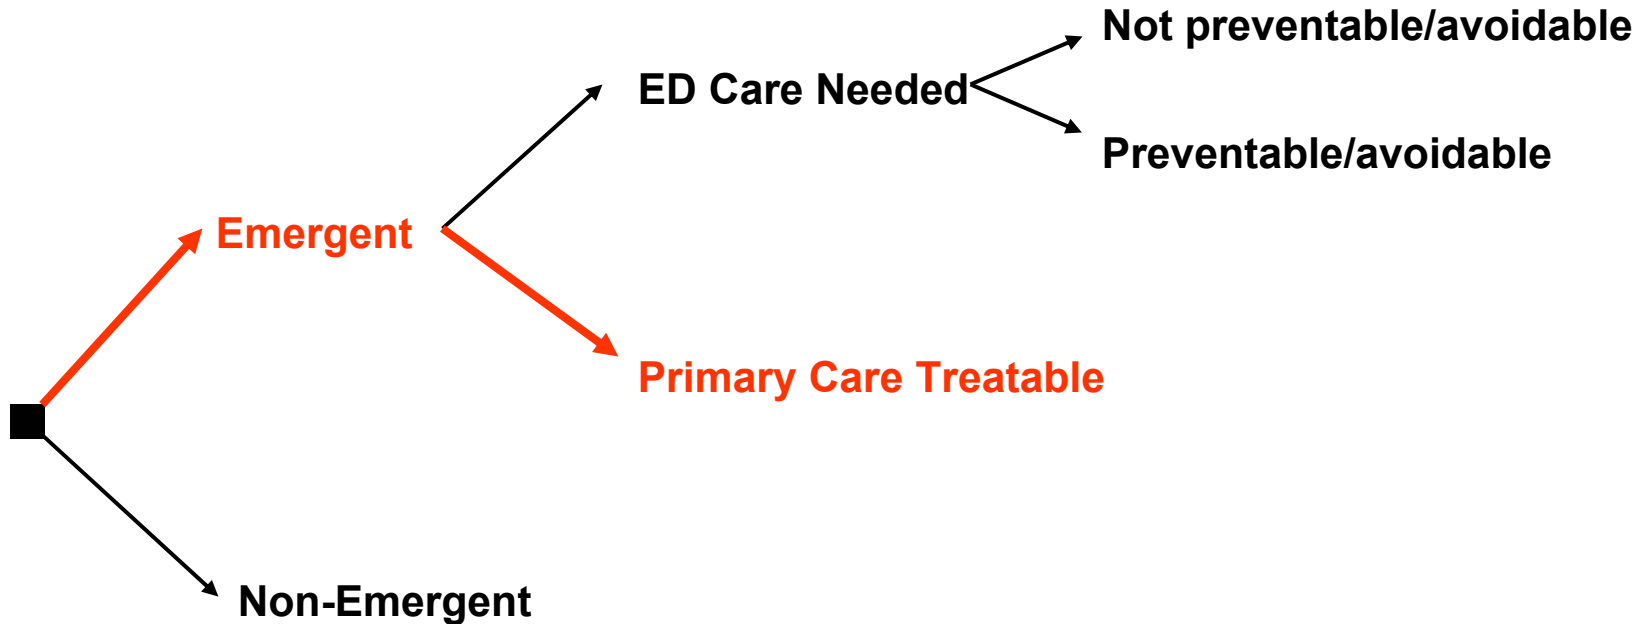 Not preventable/avoidable
ED Care Needed
Preventable/avoidable
Emergent
Primary Care Treatable
Non-Emergent